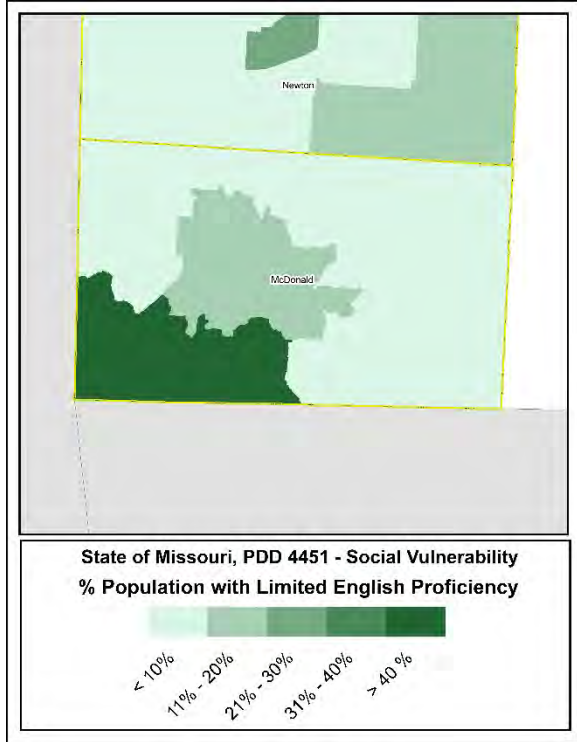 Newton
McDonald
State of Missouri, PDD 4451 - Social Vulnerability
% Population with Limited English Proficiency
< 10%
11% - 20%
21% - 30%
31% - 40%
> 40 %